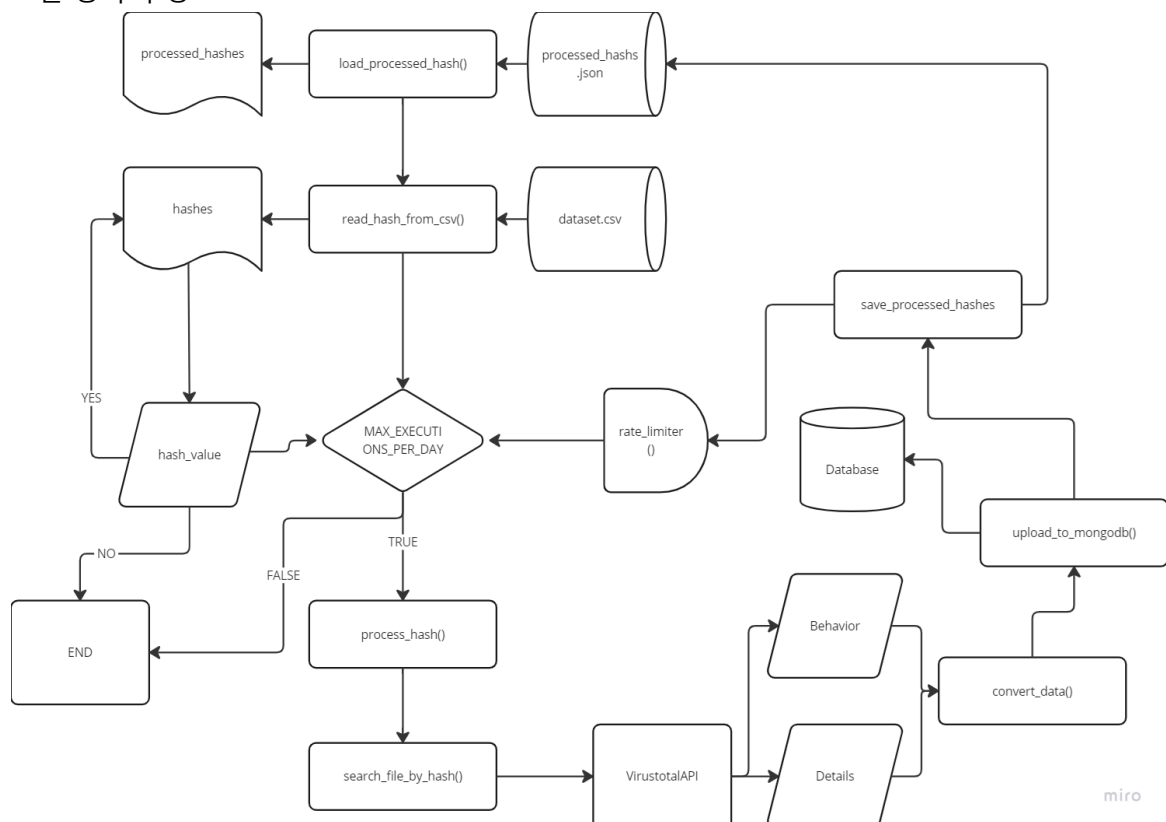 processed_hashes
load_processed_hash()
processed_hashs
.json
hashes
read_hash_from_csv()
dataset.csv
save_processed_hashes
YES
MAX_EXECUTI
ONS_PER_DAY
rate_limiter
()
hash_value
Database
upload_to_mongodb()
NO
TRUE
FALSE
END
process_hash()
Behavior
convert_data()
search_file_by_hash()
VirustotalAPI
Details
miro